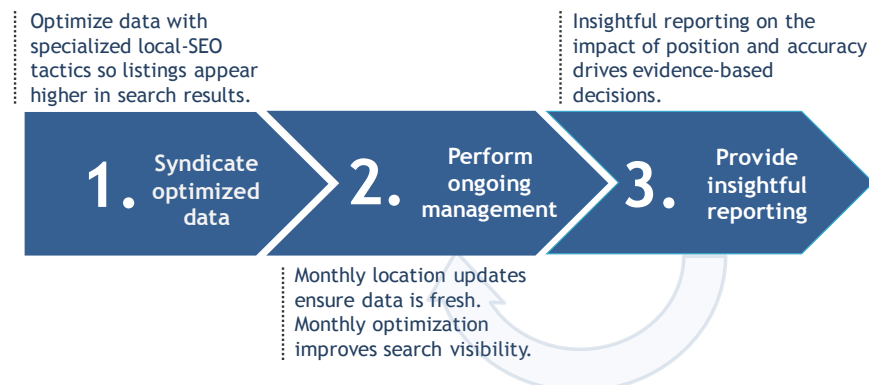 Optimize data with
specialized local-SEO
tactics so listings appear
higher in search results.
Insightful reporting on the
impact of position and accuracy
drives evidence-based
decisions.
1.
Syndicate
optimized
data
2.
Perform
ongoing
management
3.
Provide
insightful
reporting
Monthly location updates
ensure data is fresh.
Monthly optimization
improves search visibility.